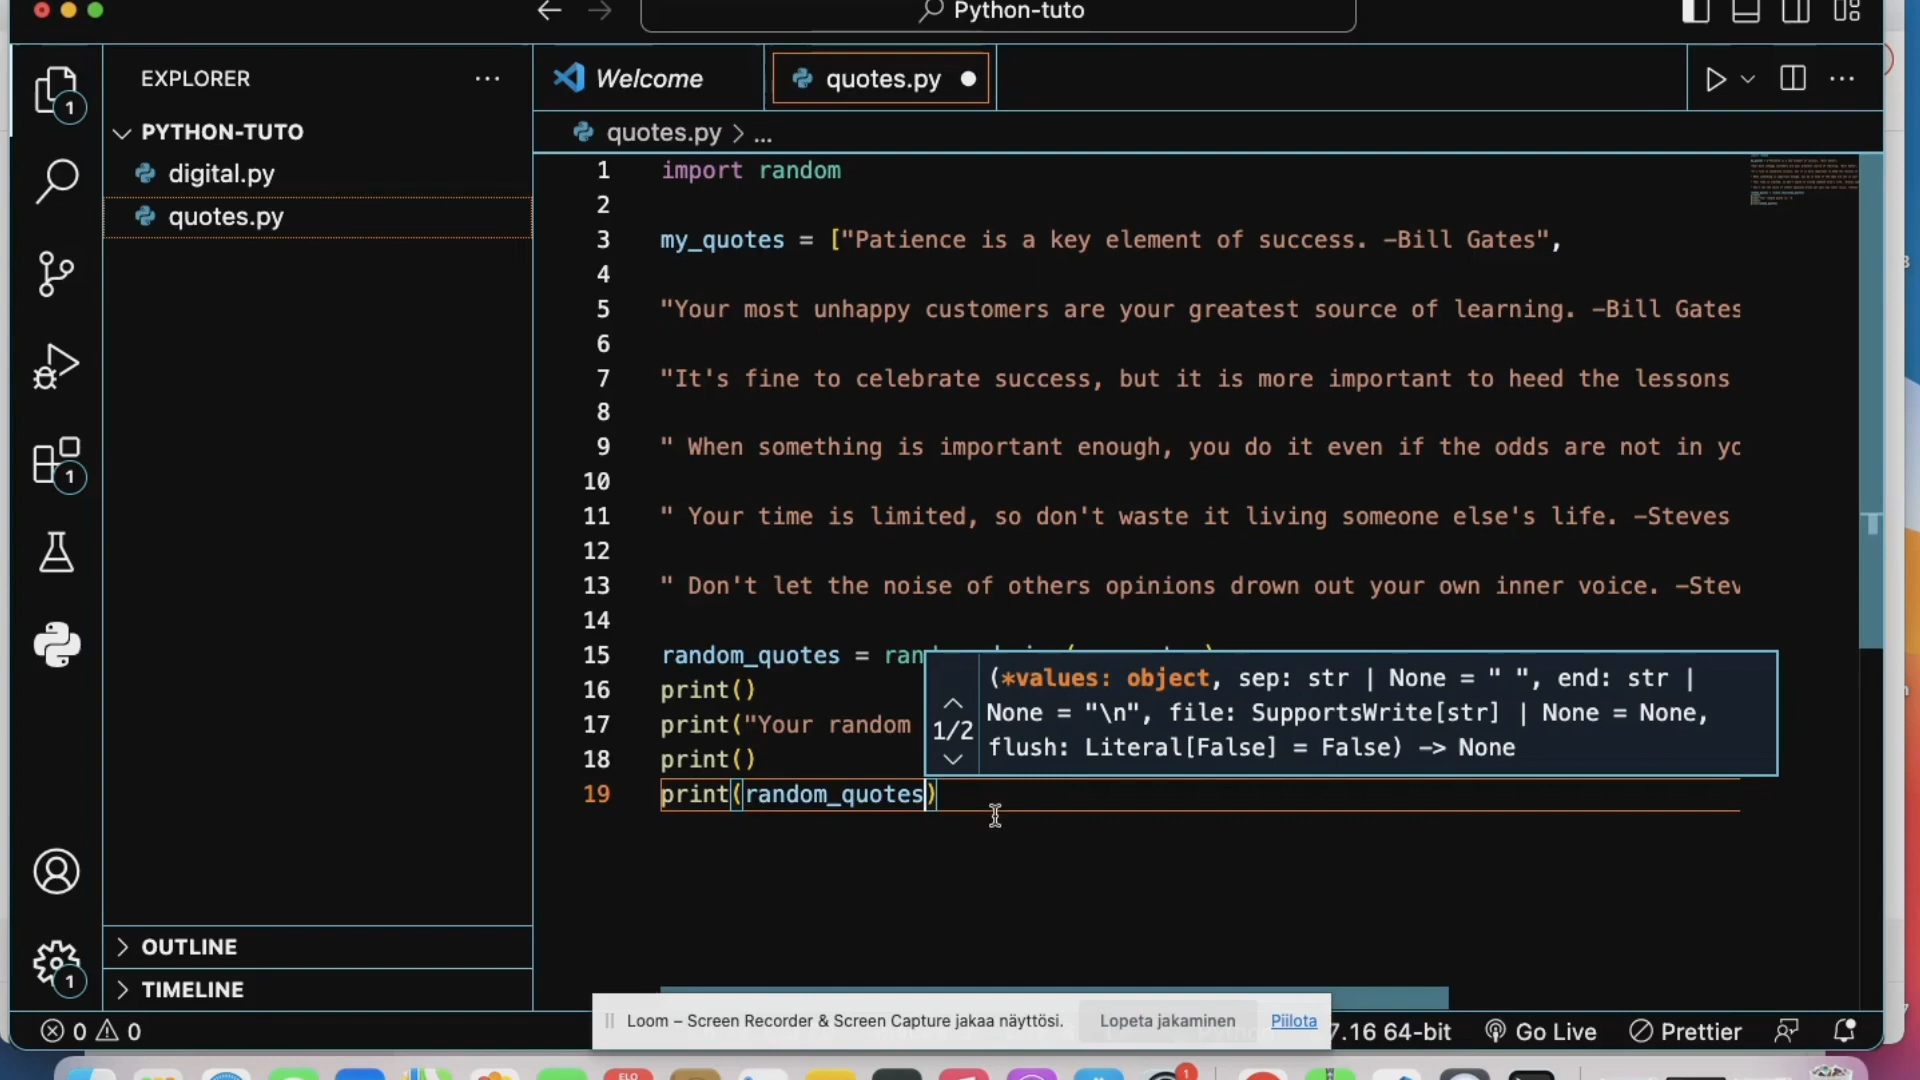 Python-tuto
EXPLORER
Welcome
quotes.py
1
PYTHON-TUTO
quotes.py > ...
digital.py
quotes.py
1 import random
2
3 my_quotes = ["Patience is a key element of success. -Bill Gates",
4
5 "Your most unhappy customers are your greatest source of learning. -Bill Gates
6
7 "It's fine to celebrate success, but it is more important to heed the lessons
8
9 " When something is important enough, you do it even if the odds are not in yo
10
11 " Your time is limited, so don't waste it living someone else's life. -Steves
12
13 " Don't let the noise of others opinions drown out your own inner voice. -Stev
14
15 random_quotes = ran
16 print()
17 print("Your random
18 print()
19 print(random_quotes)
(*values: object, sep: str | None = " ", end: str |
None = "\n", file: SupportsWrite[str] | None = None,
flush: Literal[False] = False) -> None
1/2
1
1
OUTLINE
TIMELINE
0 0
Loom – Screen Recorder & Screen Capture jakaa näyttösi.
Lopeta jakaminen
Piilota
7.16 64-bit
Go Live
Prettier
ELO
1